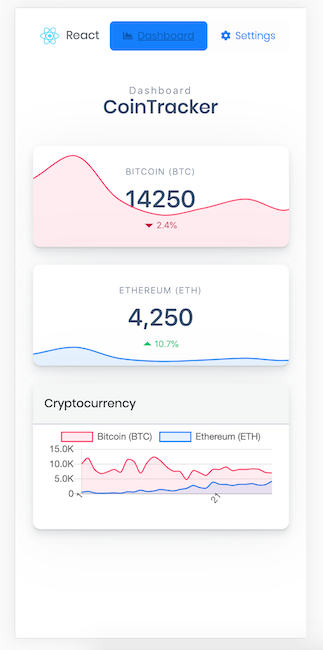 React Dashboard Settings
Dashboard
CoinTracker
BITCOIN (BTC)
14250
2.4%
ETHEREUM (ETH)
4,250
10.7%
Cryptocurrency
Bitcoin (BTC) Ethereum (ETH)
15.0K
10.0K
5.0K
0
1 21